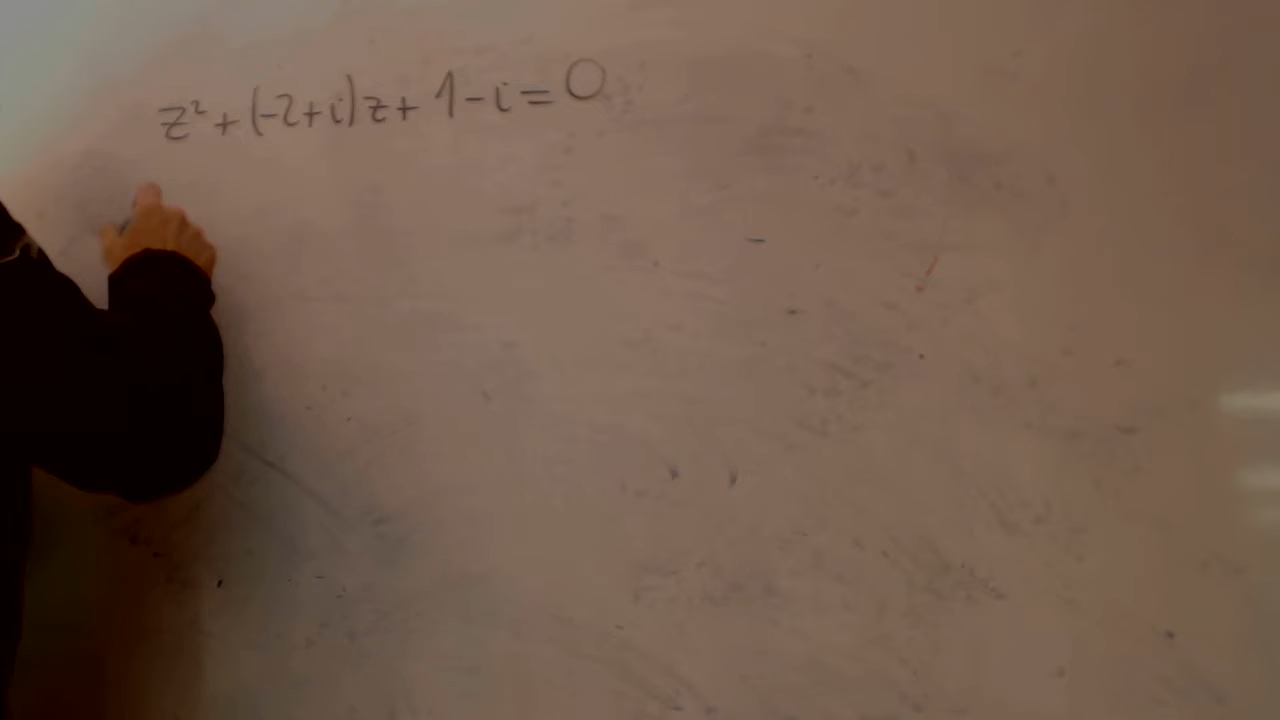 z² + (-2+i)z + 1 - i = 0